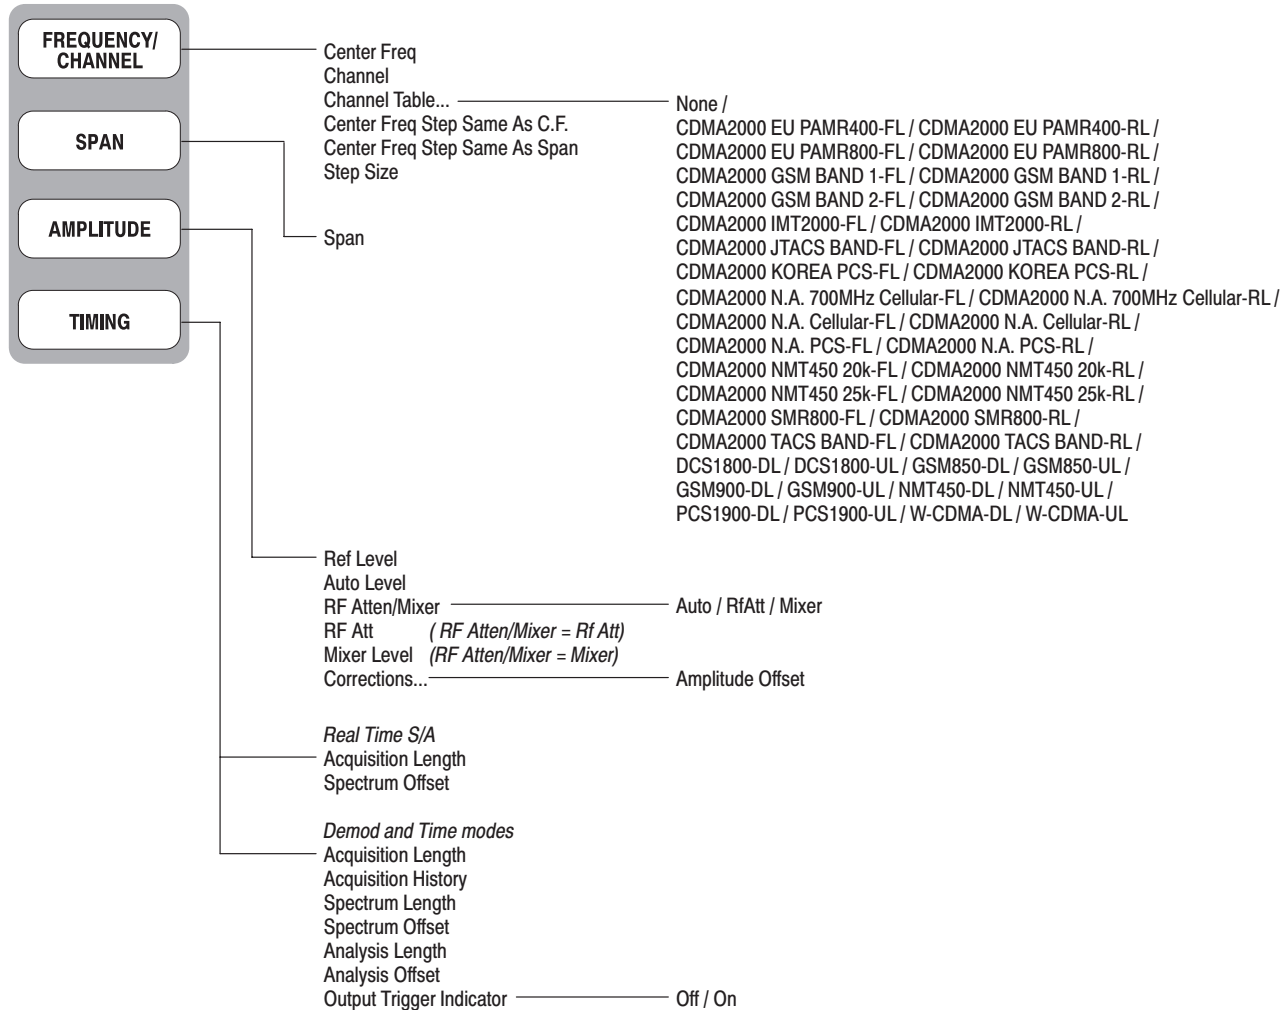 FREQUENCY/
CHANNEL
SPAN
AMPLITUDE
TIMING
Center Freq
Channel
Channel Table...
Center Freq Step Same As C.F.
Center Freq Step Same As Span
Step Size
None /
CDMA2000 EU PAMR400-FL / CDMA2000 EU PAMR400-RL /
CDMA2000 EU PAMR800-FL / CDMA2000 EU PAMR800-RL /
CDMA2000 GSM BAND 1-FL / CDMA2000 GSM BAND 1-RL /
CDMA2000 GSM BAND 2-FL / CDMA2000 GSM BAND 2-RL /
CDMA2000 IMT2000-FL / CDMA2000 IMT2000-RL /
CDMA2000 JTACS BAND-FL / CDMA2000 JTACS BAND-RL /
CDMA2000 KOREA PCS-FL / CDMA2000 KOREA PCS-RL /
CDMA2000 N.A. 700MHz Cellular-FL / CDMA2000 N.A. 700MHz Cellular-RL /
CDMA2000 N.A. Cellular-FL / CDMA2000 N.A. Cellular-RL /
CDMA2000 N.A. PCS-FL / CDMA2000 N.A. PCS-RL /
CDMA2000 NMT450 20k-FL / CDMA2000 NMT450 20k-RL /
CDMA2000 NMT450 25k-FL / CDMA2000 NMT450 25k-RL /
CDMA2000 SMR800-FL / CDMA2000 SMR800-RL /
CDMA2000 TACS BAND-FL / CDMA2000 TACS BAND-RL /
DCS1800-DL / DCS1800-UL / GSM850-DL / GSM850-UL /
GSM900-DL / GSM900-UL / NMT450-DL / NMT450-UL /
PCS1900-DL / PCS1900-UL / W-CDMA-DL / W-CDMA-UL
Span
Ref Level
Auto Level
RF Atten/Mixer Auto / RfAtt / Mixer
RF Att ( RF Atten/Mixer = Rf Att)
Mixer Level (RF Atten/Mixer = Mixer)
Corrections... Amplitude Offset
Real Time S/A
Acquisition Length
Spectrum Offset
Demod and Time modes
Acquisition Length
Acquisition History
Spectrum Length
Spectrum Offset
Analysis Length
Analysis Offset
Output Trigger Indicator Off / On